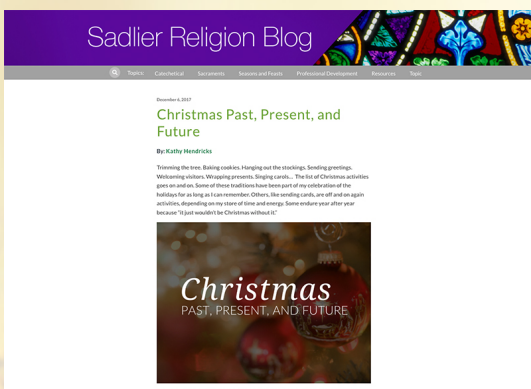 Sadlier Religion Blog
Topics: Catechetical Sacraments Seasons and Feasts Professional Development Resources Topic
December 6, 2017
Christmas Past, Present, and
Future
By: Kathy Hendricks
Trimming the tree. Baking cookies. Hanging out the stockings. Sending greetings.
Welcoming visitors. Wrapping presents. Singing carols… The list of Christmas activities
goes on and on. Some of these traditions have been part of my celebration of the
holidays for as long as I can remember. Others, like sending cards, are off and on again
activities, depending on my store of time and energy. Some endure year after year
because "it just wouldn't be Christmas without it."
Christmas
PAST, PRESENT, AND FUTURE